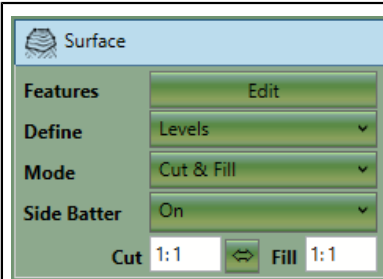 Surface
Features Edit
Define Levels
Mode Cut & Fill
Side Batter On
Cut 1:1 ⇔ Fill 1:1